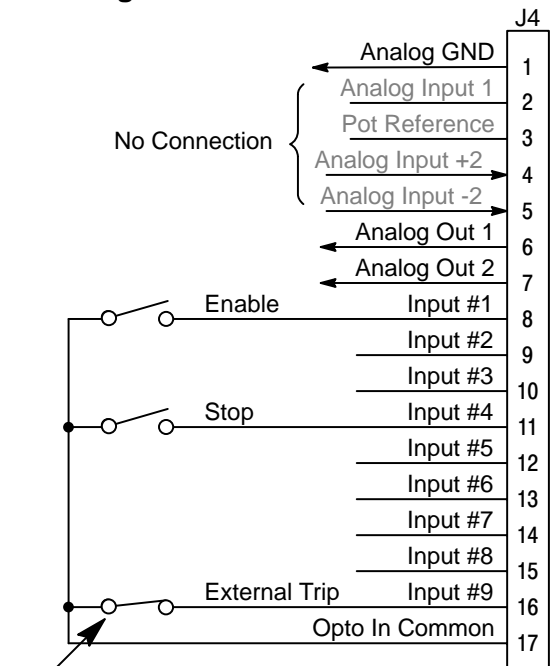 J4
Analog GND 1
Analog Input 1 2
Pot Reference 3
No Connection
Analog Input +2 4
Analog Input -2 5
Analog Out 1 6
Analog Out 2 7
Enable Input #1 8
Input #2 9
Input #3 10
Stop Input #4 11
Input #5 12
Input #6 13
Input #7 14
Input #8 15
External Trip Input #9 16
Opto In Common 17